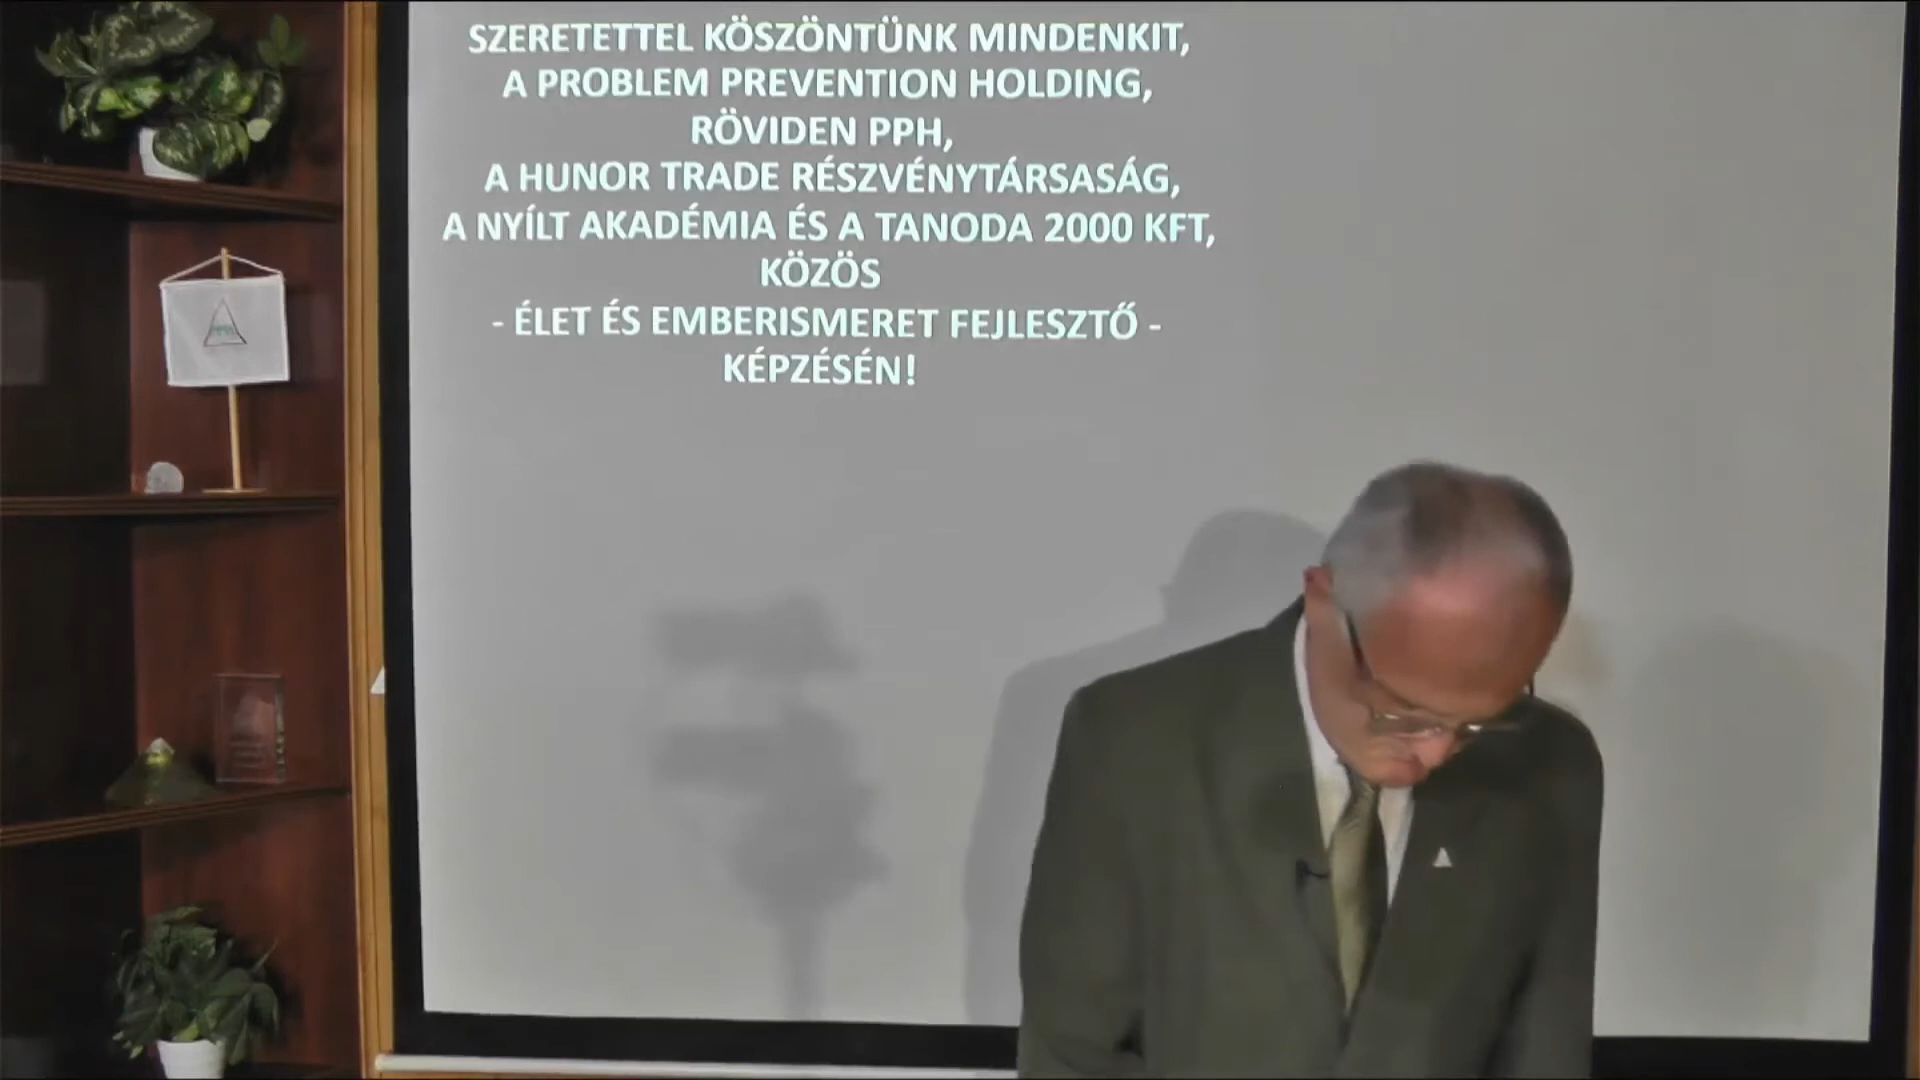 SZERETETTEL KÖSZÖNTÜNK MINDENKIT,
A PROBLEM PREVENTION HOLDING,
RÖVIDEN PPH,
A HUNOR TRADE RÉSZVÉNYTÁRSASÁG,
A NYÍLT AKADÉMIA ÉS A TANODA 2000 KFT,
KÖZÖS
- ÉLET ÉS EMBERISMERET FEJLESZTŐ -
KÉPZÉSÉN!